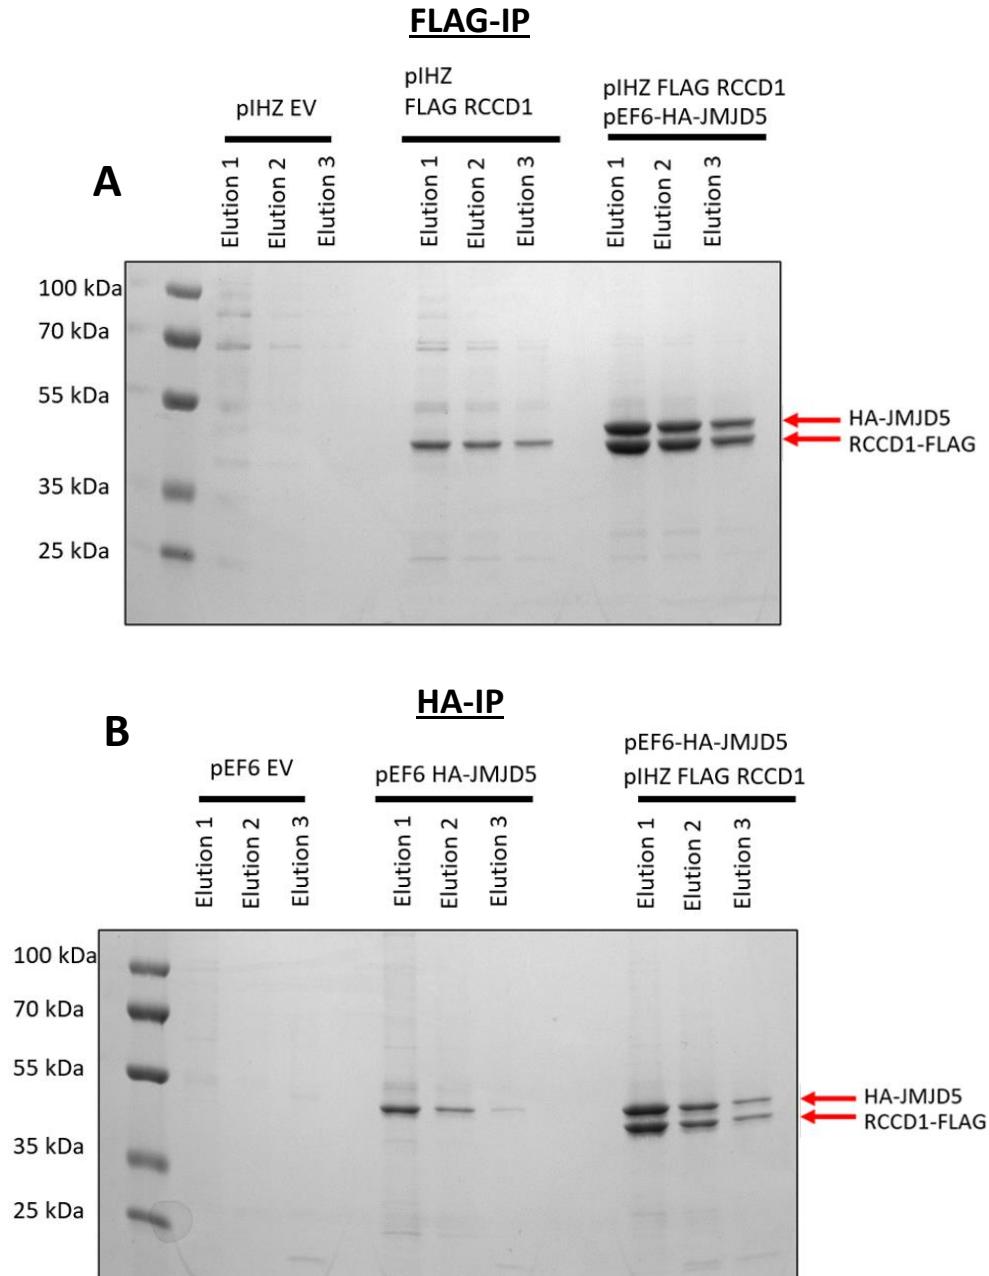 FLAG-IP
pIHZ EV
pIHZ
FLAG RCCD1
pIHZ FLAG RCCD1
pEF6-HA-JMJD5
A
Elution 1
Elution 2
Elution 3
Elution 1
Elution 2
Elution 3
Elution 1
Elution 2
Elution 3
100 kDa
70 kDa
55 kDa
35 kDa
25 kDa
HA-JMJD5
RCCD1-FLAG
HA-IP
B
pEF6 EV
pEF6 HA-JMJD5
pEF6-HA-JMJD5
pIHZ FLAG RCCD1
Elution 1
Elution 2
Elution 3
Elution 1
Elution 2
Elution 3
Elution 1
Elution 2
Elution 3
100 kDa
70 kDa
55 kDa
35 kDa
25 kDa
HA-JMJD5
RCCD1-FLAG